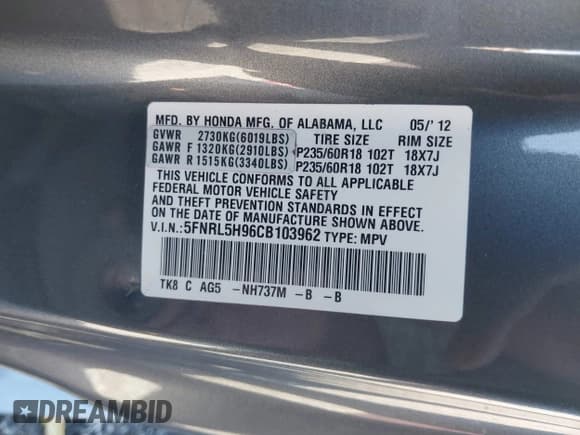 MFD. BY HONDA MFG. OF ALABAMA, LLC 05/' 12
GVWR 2730KG(6019LBS) TIRE SIZE RIM SIZE
GAWR F 1320KG(2910LBS) P235/60R18 102T 18X7J
GAWR R 1515KG(3340LBS) P235/60R18 102T 18X7J
THIS VEHICLE CONFORMS TO ALL APPLICABLE
FEDERAL MOTOR VEHICLE SAFETY
AND THEFT PREVENTION STANDARDS IN EFFECT
ON THE DATE OF MANUFACTURE SHOWN ABOVE.
V.I.N.:5FNRL5H96CB103962 TYPE: MPV
TK8 C AG5 -NH737M -B -B
DREAMBID